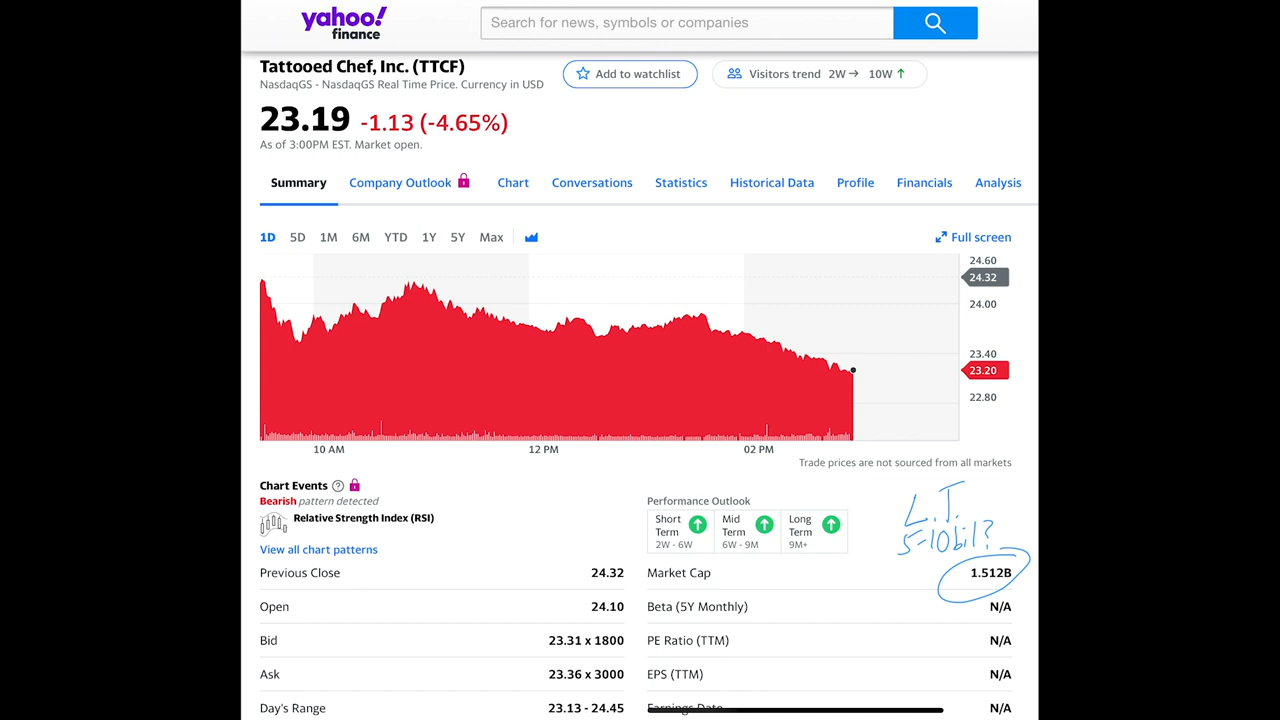 yahoo!
finance
Search for news, symbols or companies
Tattooed Chef, Inc. (TTCF)
NasdaqGS - NasdaqGS Real Time Price. Currency in USD
Add to watchlist
Visitors trend 2W→ 10W↑
23.19 -1.13 (-4.65%)
As of 3:00PM EST. Market open.
Summary Company Outlook Chart Conversations Statistics Historical Data Profile Financials Analysis
1D 5D 1M 6M YTD 1Y 5Y Max
Full screen
24.60
24.32
24.00
23.40
23.20
22.80
10 AM 12 PM 02 PM
Trade prices are not sourced from all markets
Chart Events ?
Bearish pattern detected
Relative Strength Index (RSI)
View all chart patterns
Performance Outlook
Short Term 2W - 6W
Mid Term 6W - 9M
Long Term 9M+
L.T.
5-10bil?
Previous Close 24.32
Open 24.10
Bid 23.31 x 1800
Ask 23.36 x 3000
Day's Range 23.13 - 24.45
Market Cap 1.512B
Beta (5Y Monthly) N/A
PE Ratio (TTM) N/A
EPS (TTM) N/A
Earnings Date N/A